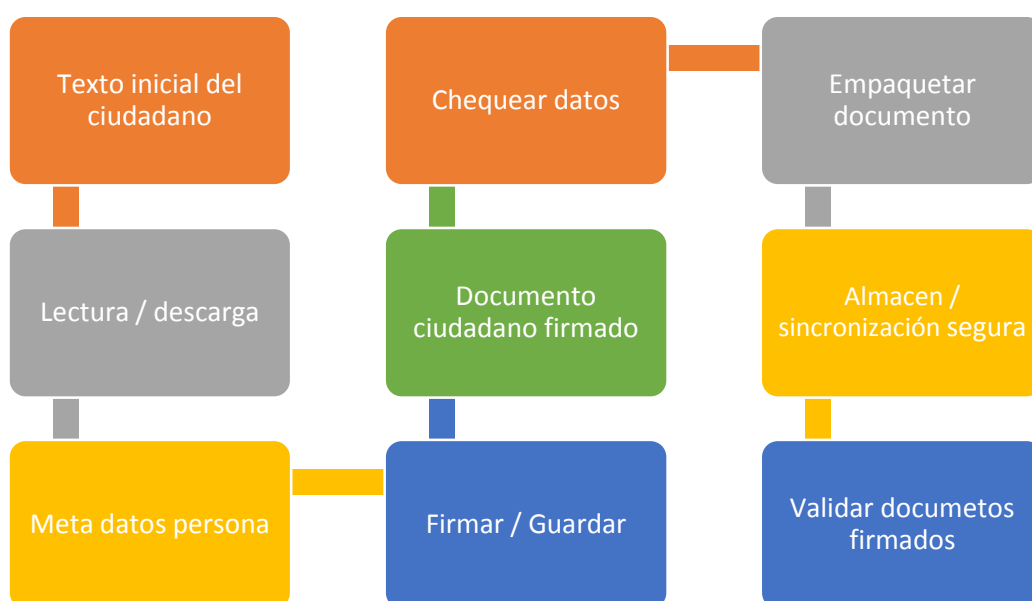 Texto inicial del
ciudadano
Lectura / descarga
Meta datos persona
Firmar / Guardar
Documento
ciudadano firmado
Chequear datos
Empaquetar
documento
Almacen /
sincronización segura
Validar documetos
firmados